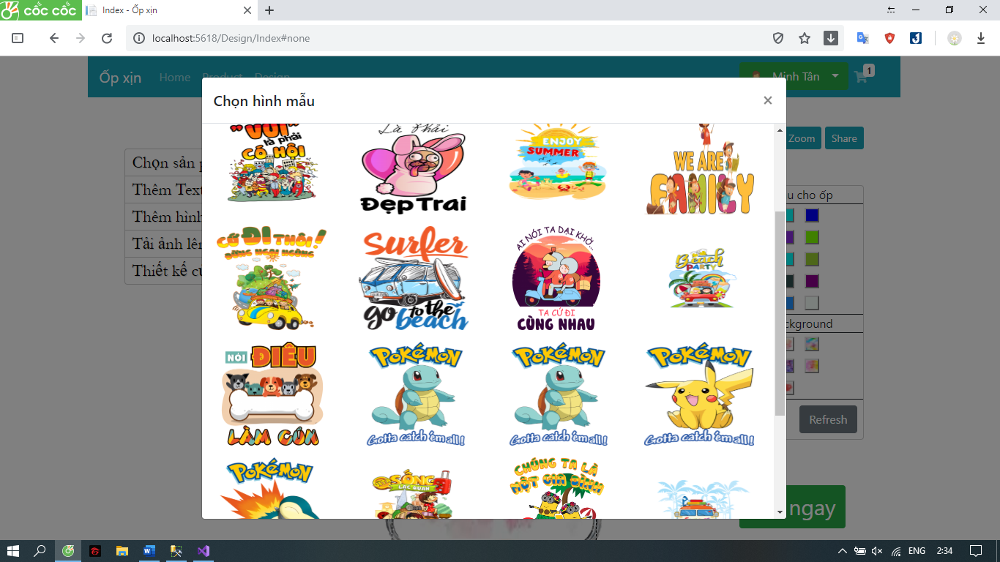 cốc cốc
Index - Ốp xịn
localhost:5618/Design/Index#none
Ốp xịn
Home
Product
Design
Minh Tân
1
Chọn hình mẫu
×
Zoom
Share
Chọn sản p
Thêm Text
Thêm hình
Tải ảnh lên
Thiết kế củ
u cho ốp
ckground
Refresh
ngay
"VUI"
là phải
CÓ HỘI
Là Phải
Đẹp Trai
ENJOY
SUMMER
WE ARE
FAMILY
CỨ ĐI THÔI!
ĐỪNG NGẠI NGÙNG
Surfer
go to the
beach
AI NÓI TA DẠI KHỜ...
TA CỨ ĐI
CÙNG NHAU
Beach
PARTY
NÓI ĐIÊU
LÀM CÚN
POKéMON
Gotta catch 'em all!
POKéMON
Gotta catch 'em all!
POKéMON
Gotta catch 'em all!
POKéMON
SỐNG
LẠC QUAN
CHÚNG TA LÀ
MỘT GIA ĐÌNH
ENG
2:34